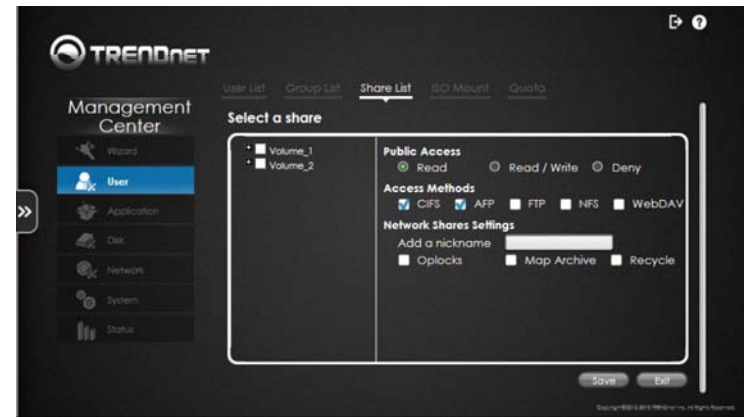 TRENDNET
User List Group List Share List ISO Mount Quota
Management
Center
Select a share
Wizard
User
Application
Disk
Network
System
Status
Volume_1
Volume_2
Public Access
Read Read / Write Deny
Access Methods
CIFS AFP FTP NFS WebDAV
Network Shares Settings
Add a nickname
Oplocks Map Archive Recycle
Save Exit